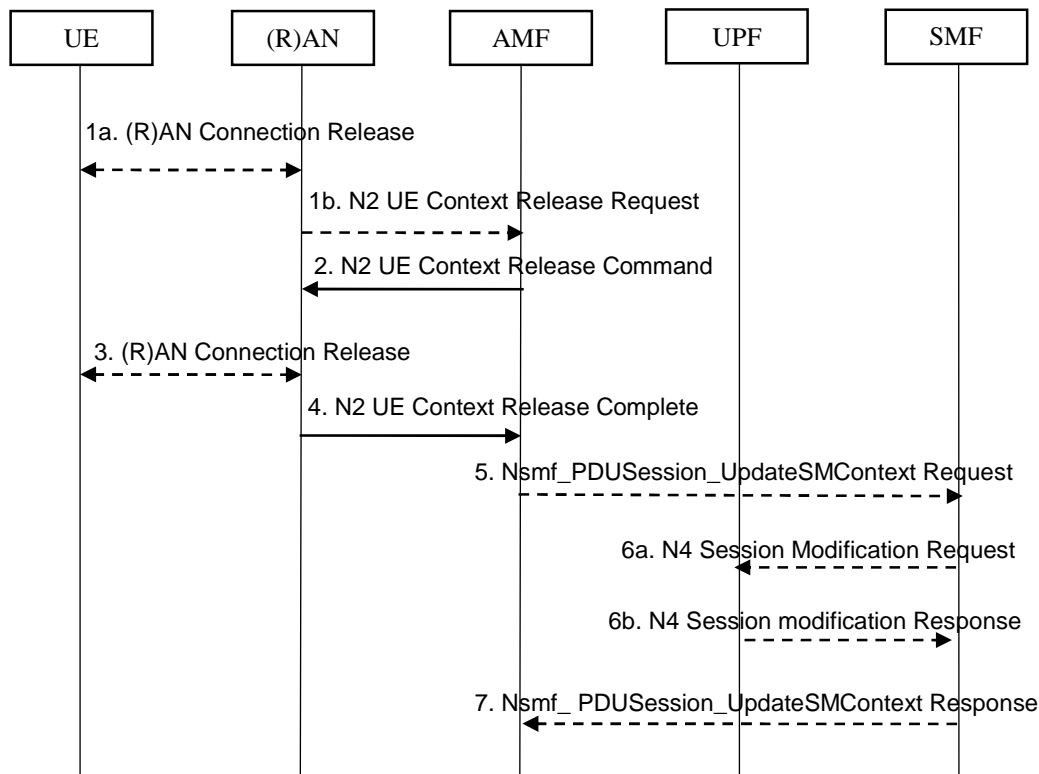 UE
(R)AN
AMF
UPF
SMF
1a. (R)AN Connection Release
1b. N2 UE Context Release Request
2. N2 UE Context Release Command
3. (R)AN Connection Release
4. N2 UE Context Release Complete
5. Nsmf_PDUSession_UpdateSMContext Request
6a. N4 Session Modification Request
6b. N4 Session modification Response
7. Nsmf_ PDUSession_UpdateSMContext Response